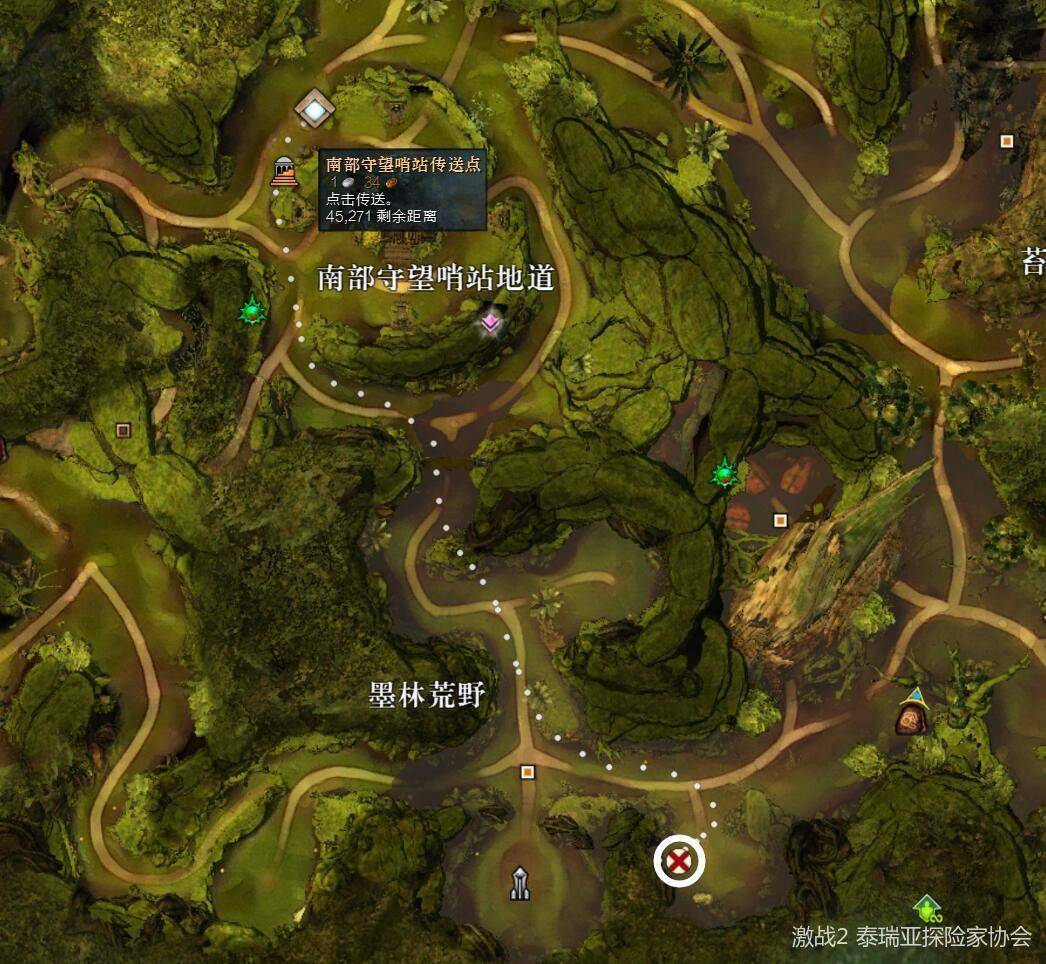 南部守望哨站传送点
1 34
点击传送。
45,271 剩余距离
苔
南部守望哨站地道
墨林荒野
激战2 泰瑞亚探险家协会